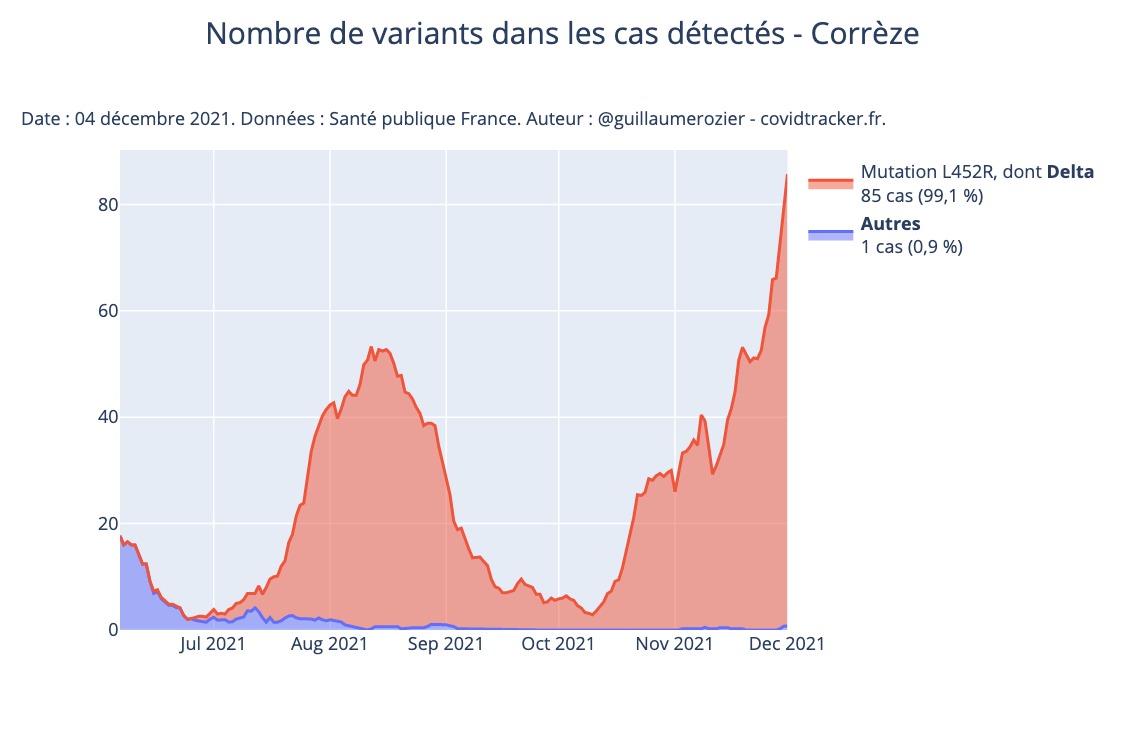 Nombre de variants dans les cas détectés - Corrèze
Date : 04 décembre 2021. Données : Santé publique France. Auteur : @guillaumerozier - covidtracker.fr.
Mutation L452R, dont Delta
85 cas (99,1 %)
Autres
1 cas (0,9 %)
80
60
40
20
0
Jul 2021 Aug 2021 Sep 2021 Oct 2021 Nov 2021 Dec 2021